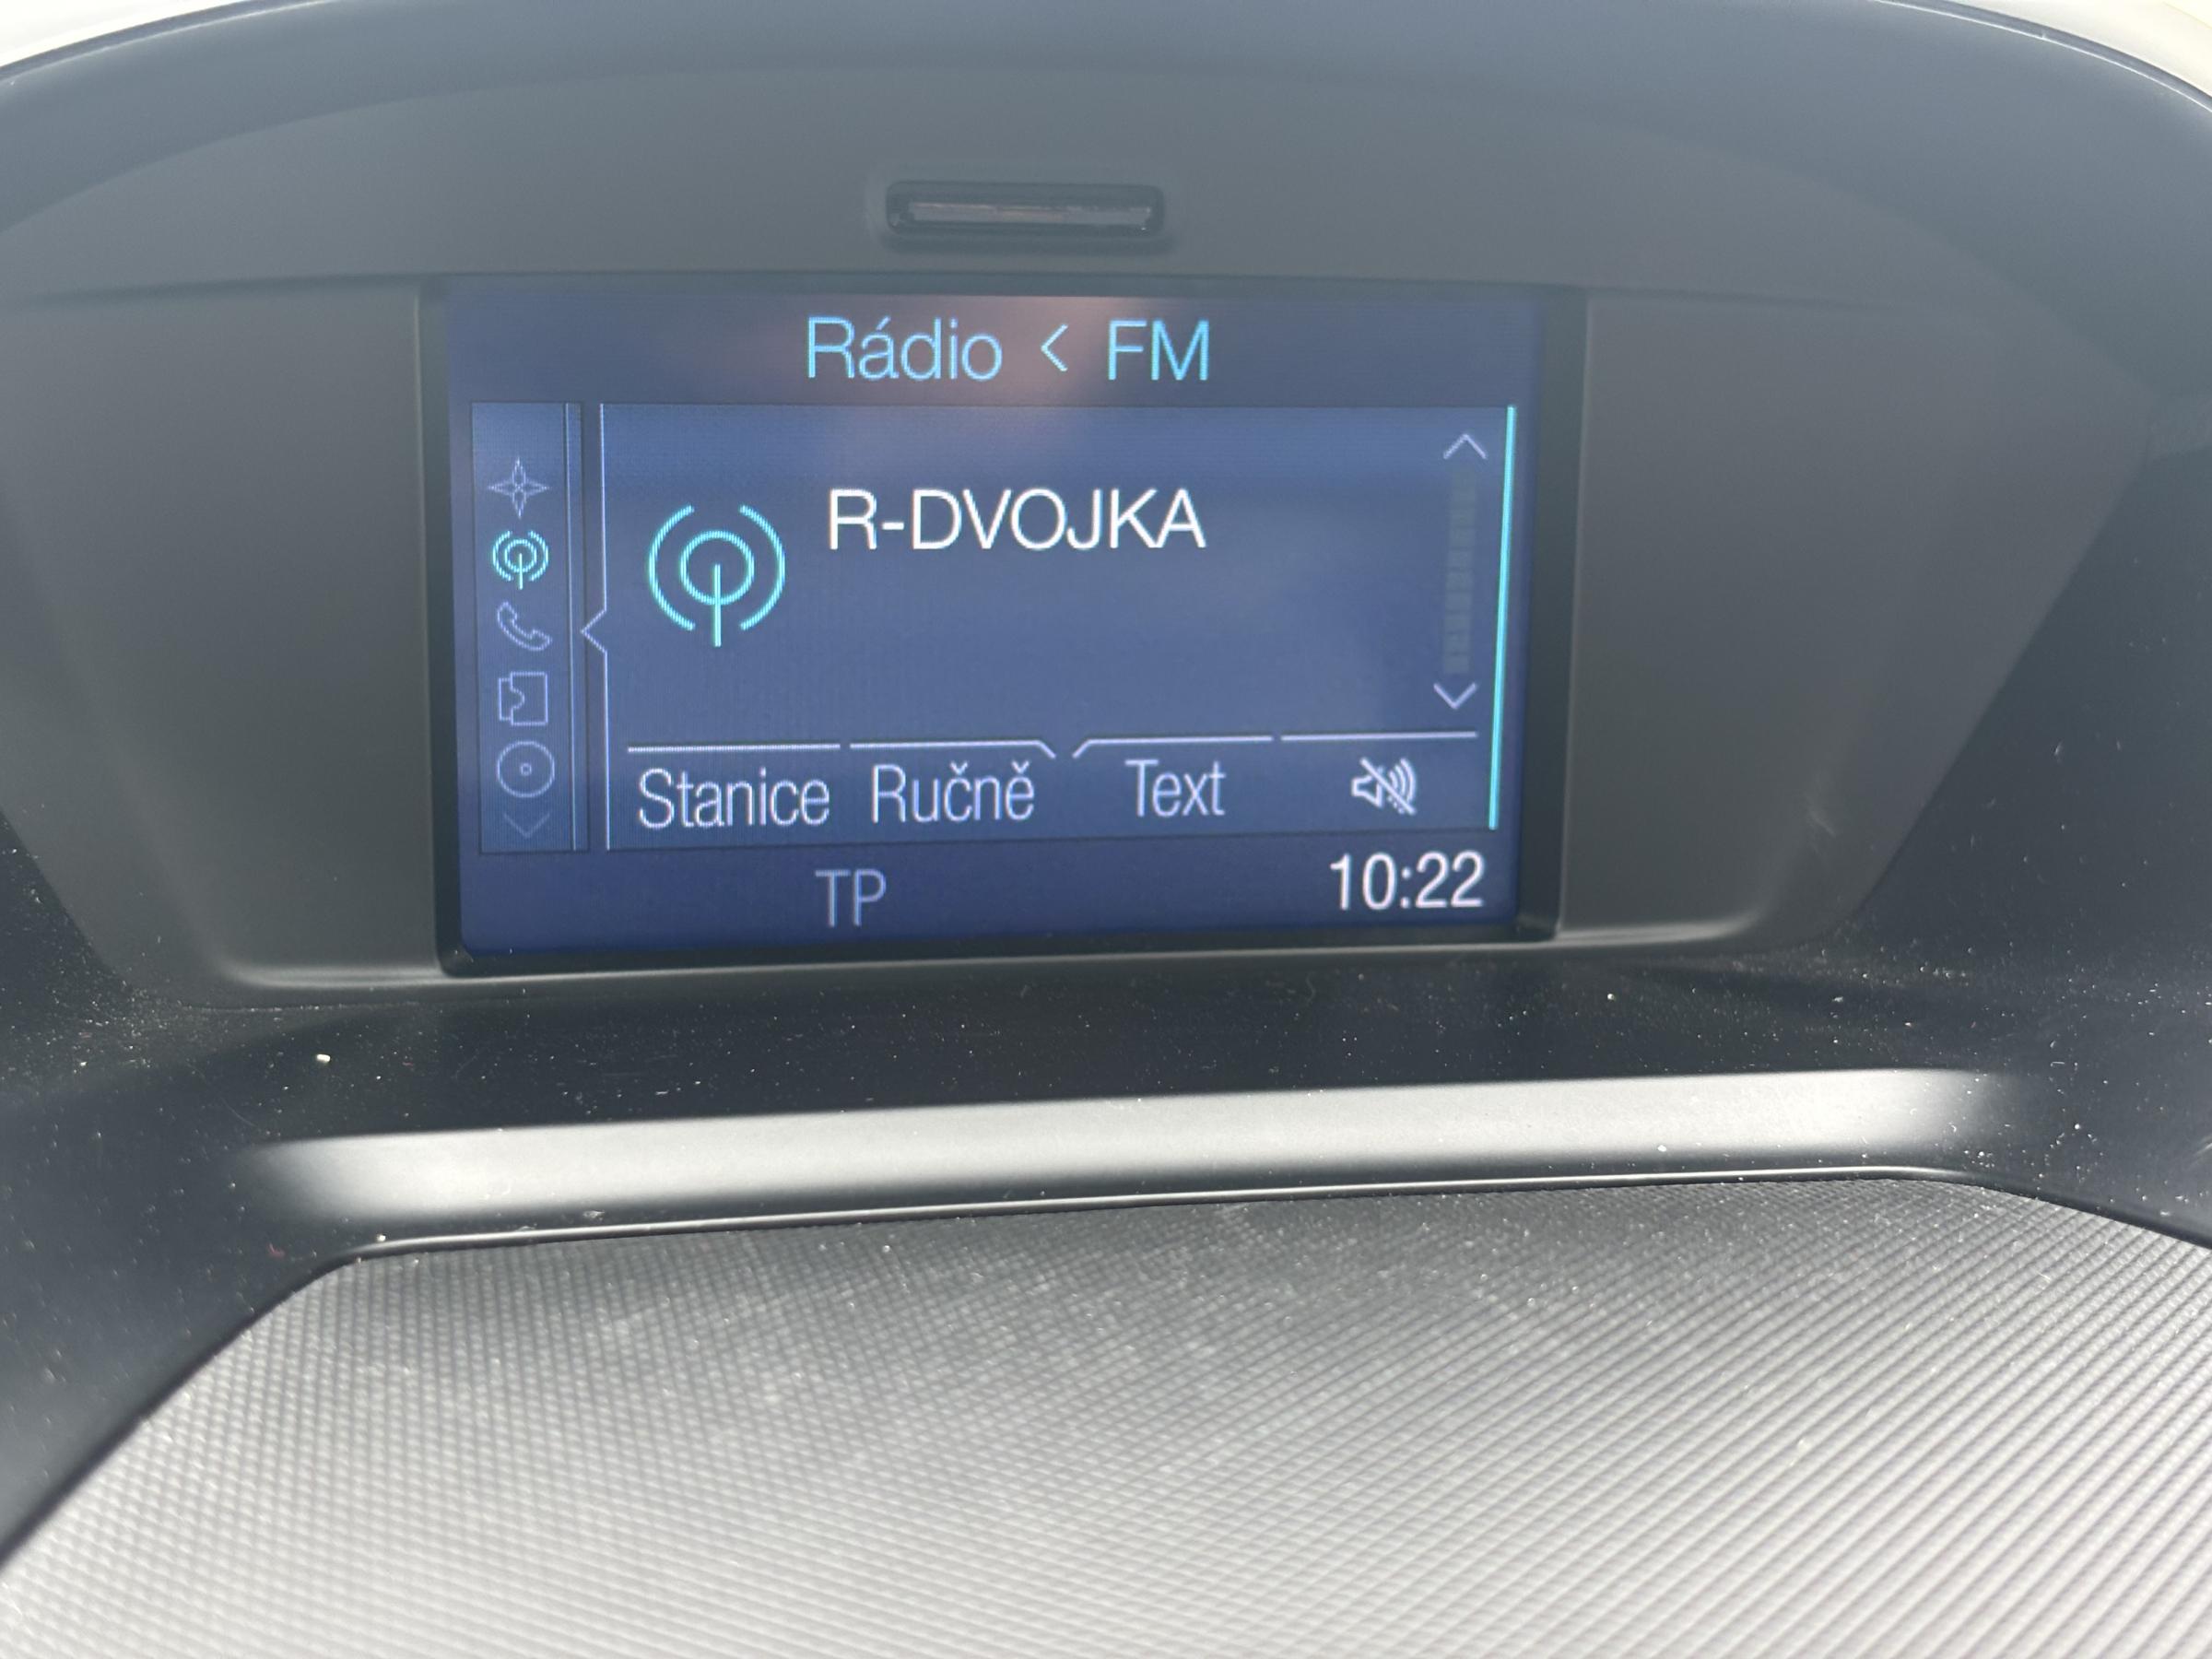 Rádio < FM
R-DVOJKA
Stanice Ručně Text
TP 10:22